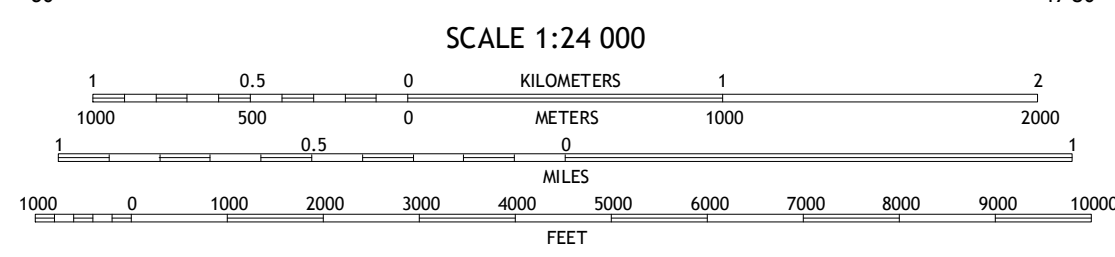 SCALE 1:24 000
1 0.5 0 KILOMETERS 1 2
1000 500 0 METERS 1000 2000
1 0.5 0 1
MILES
1000 0 1000 2000 3000 4000 5000 6000 7000 8000 9000 10000
FEET